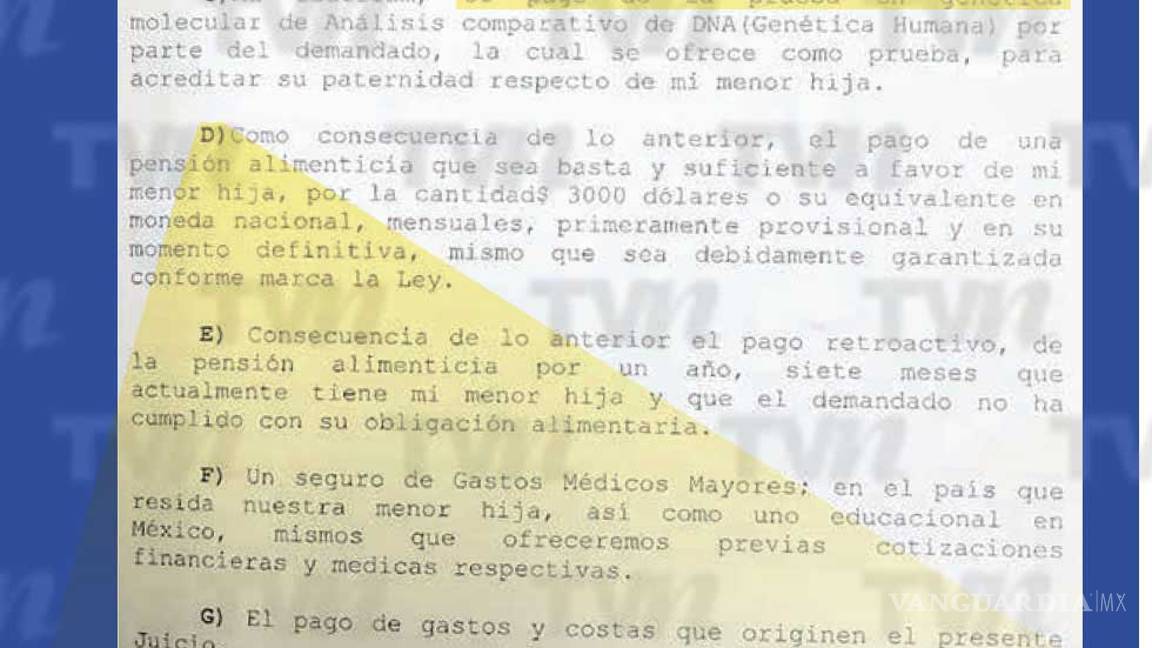 molecular de Análisis comparativo de DNA(Genética Humana) por
parte del demandado, la cual se ofrece como prueba, para
acreditar su paternidad respecto de mi menor hija.
D)Como consecuencia de lo anterior, el pago de una
pensión alimenticia que sea basta y suficiente a favor de mi
menor hija, por la cantidad$ 3000 dólares o su equivalente en
moneda nacional, mensuales, primeramente provisional y en su
momento definitiva, mismo que sea debidamente garantizada
conforme marca la Ley.
E) Consecuencia de lo anterior el pago retroactivo, de
la pensión alimenticia por un año, siete meses que
actualmente tiene mi menor hija y que el demandado no ha
cumplido con su obligación alimentaria.
F) Un seguro de Gastos Médicos Mayores; en el país que
resida nuestra menor hija, así como uno educacional en
México, mismos que ofreceremos previas cotizaciones
financieras y medicas respectivas.
VANGUARDIA|MX
G) El pago de gastos y costas que originen el presente
Juicio.